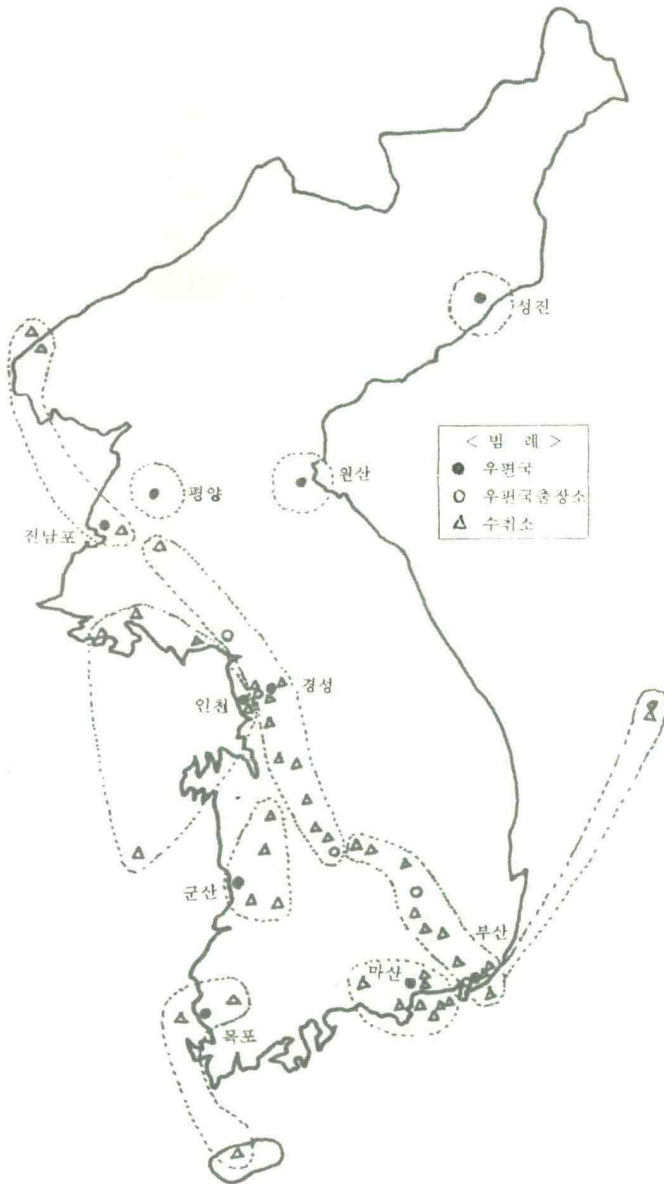 성진
< 범 례 >
● 우편국
○ 우편국출장소
△ 수취소
원산
평양
진남포
경성
인천
군산
부산
마산
목포